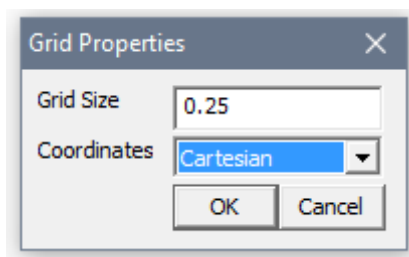 Grid Properties
Grid Size 0.25
Coordinates Cartesian
OK Cancel